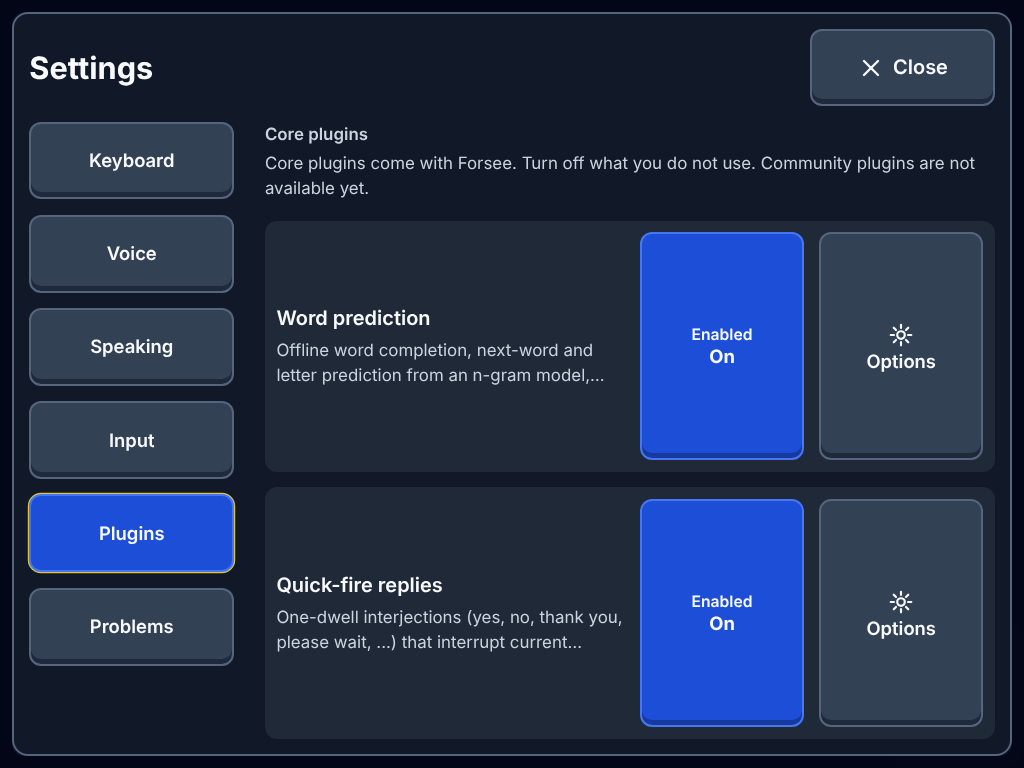 Settings
Close
Keyboard
Voice
Speaking
Input
Plugins
Problems
Core plugins
Core plugins come with Forsee. Turn off what you do not use. Community plugins are not
available yet.
Word prediction
Offline word completion, next-word and
letter prediction from an n-gram model,...
Enabled
On
Options
Quick-fire replies
One-dwell interjections (yes, no, thank you,
please wait, ...) that interrupt current...
Enabled
On
Options